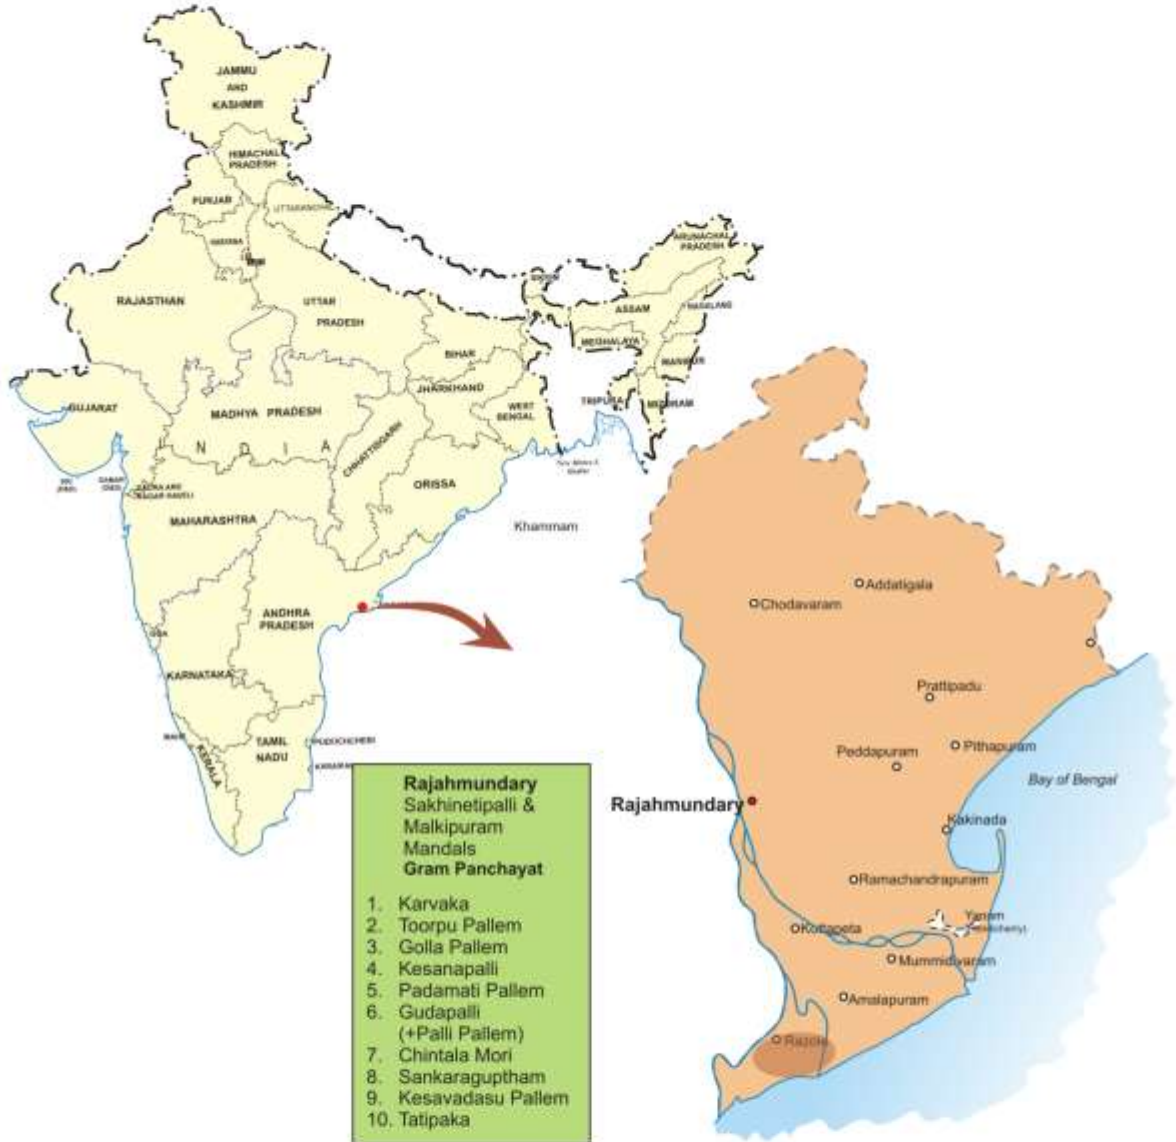 JAMMU
AND
KASHMIR
HIMACHAL
PRADESH
PUNJAB
UTTARANCHAL
ARUNACHAL
PRADESH
RAJASTHAN
UTTAR
PRADESH
ASSAM
NAGALAND
MEGHALAYA
BIHAR
MANIPUR
JHARKHAND
GUJARAT
MADHYA PRADESH
WEST
BENGAL
TRIPURA
MIZORAM
N D I A
CHHATTISGARH
ORISSA
MAHARASHTRA
Khammam
ANDHRA
PRADESH
GOA
KARNATAKA
MAHE
KERALA
TAMIL
NADU
Rajahmundary
Sakhinetipalli &
Malkipuram
Mandals
Gram Panchayat
1. Karvaka
2. Toorpu Pallem
3. Golla Pallem
4. Kesanapalli
5. Padamati Pallem
6. Gudapalli
(+Palli Pallem)
7. Chintala Mori
8. Sankaraguptham
9. Kesavadasu Pallem
10. Tatipaka
Addatigala
Chodavaram
Prattipadu
Peddapuram
Pithapuram
Bay of Bengal
Rajahmundary
Kakinada
Ramachandrapuram
Yanam
Kottapeta
Mummidivaram
Amalapuram
Razole